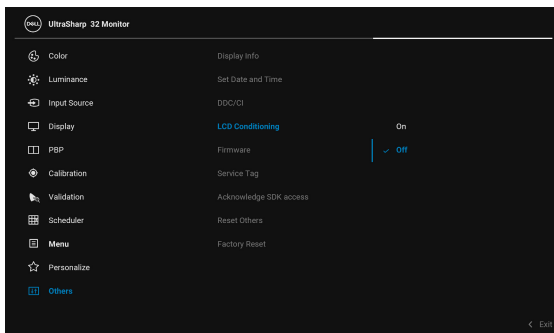 DELL UltraSharp 32 Monitor
Color Display Info
Luminance Set Date and Time
Input Source DDC/CI
Display LCD Conditioning On
PBP Firmware Off
Calibration Service Tag
Validation Acknowledge SDK access
Scheduler Reset Others
Menu Factory Reset
Personalize
Others
Exit